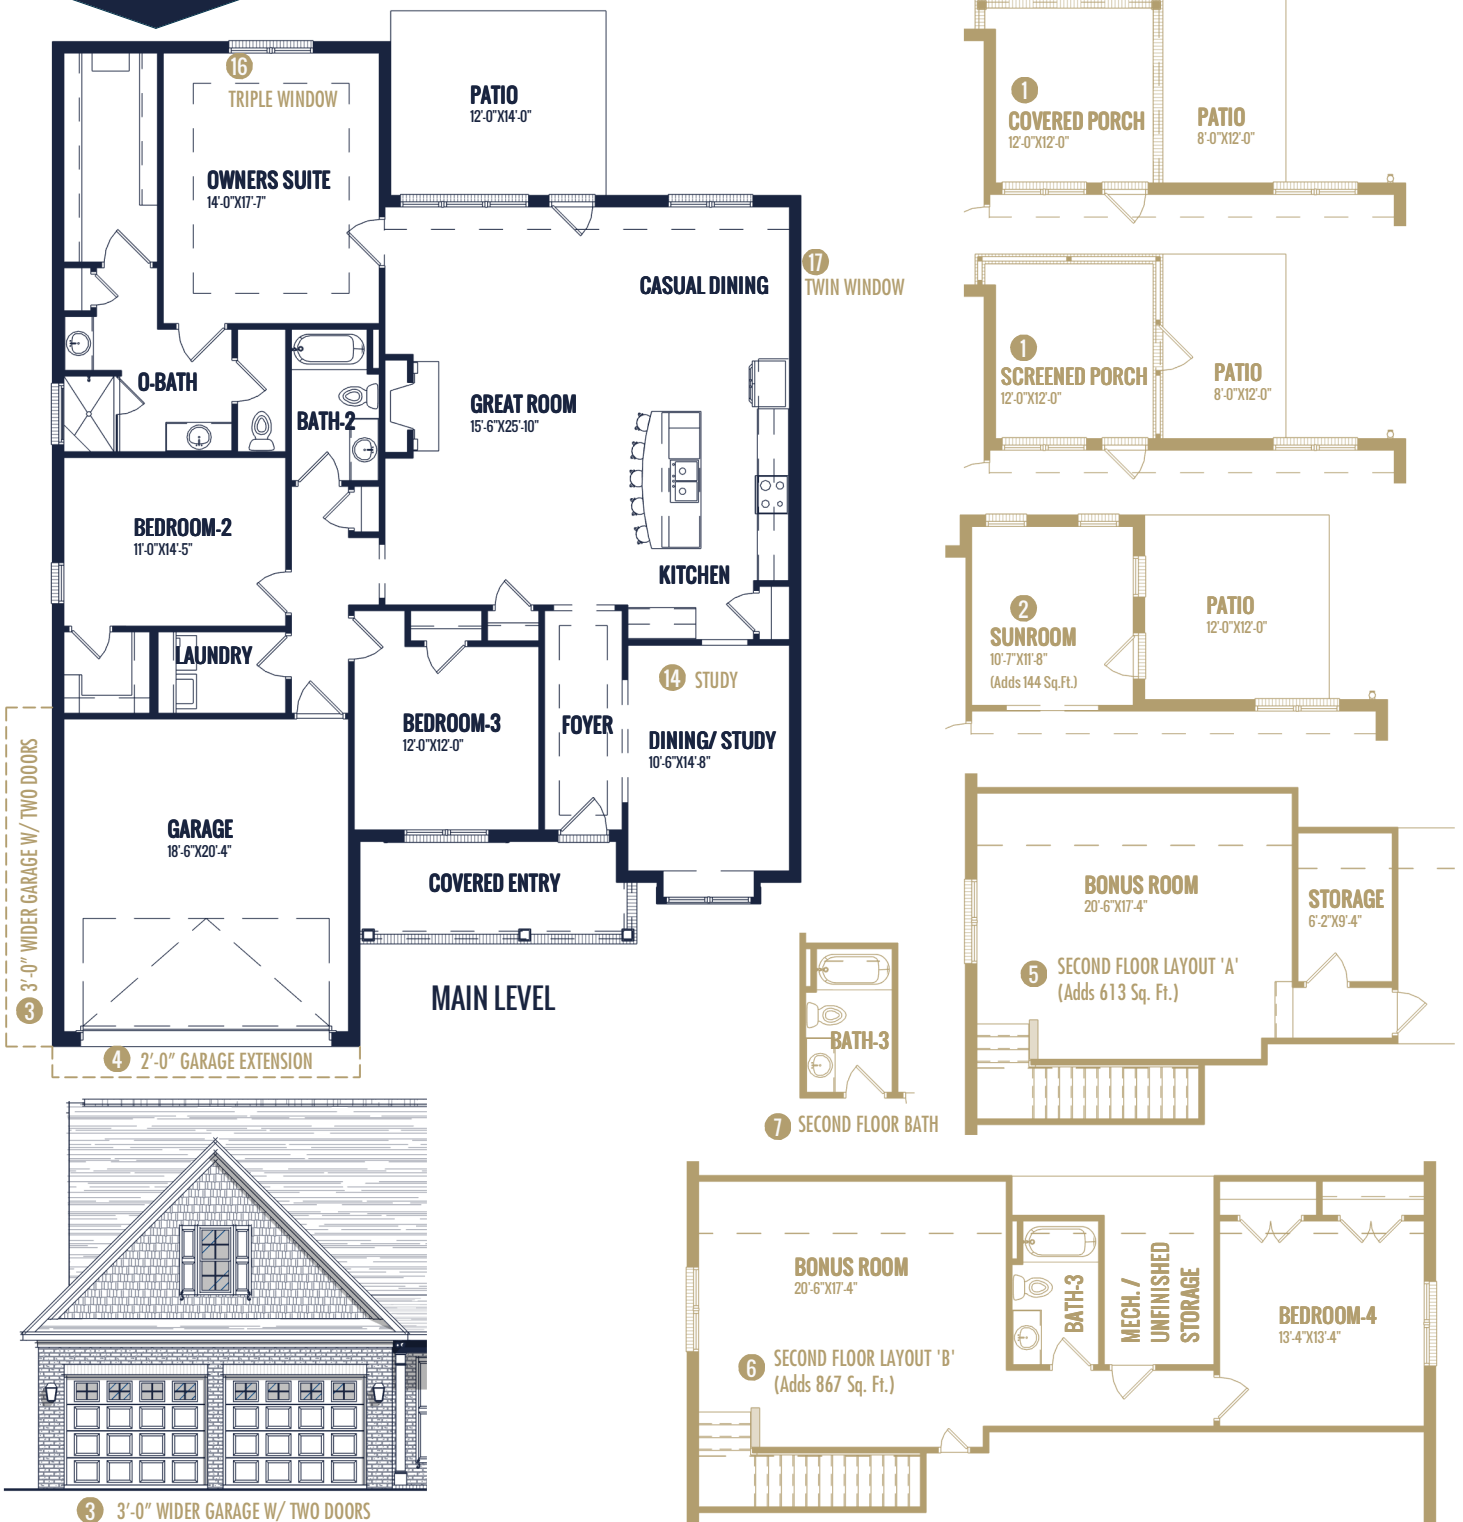 16
TRIPLE WINDOW
OWNERS SUITE
14'-0"X17'-7"
PATIO
12'-0"X14'-0"
17
TWIN WINDOW
CASUAL DINING
O-BATH
BATH-2
GREAT ROOM
15'-6"X25'-10"
BEDROOM-2
11'-0"X14'-5"
KITCHEN
LAUNDRY
14 STUDY
BEDROOM-3
12'-0"X12'-0"
FOYER
DINING/ STUDY
10'-6"X14'-8"
GARAGE
18'-6"X20'-4"
COVERED ENTRY
3 3'-0" WIDER GARAGE W/ TWO DOORS
4 2'-0" GARAGE EXTENSION
MAIN LEVEL
3 3'-0" WIDER GARAGE W/ TWO DOORS
1
COVERED PORCH
12'-0"X12'-0"
PATIO
8'-0"X12'-0"
1
SCREENED PORCH
12'-0"X12'-0"
PATIO
8'-0"X12'-0"
2
SUNROOM
10'-7"X11'-8"
(Adds 144 Sq.Ft.)
PATIO
12'-0"X12'-0"
BONUS ROOM
20'-6"X17'-4"
STORAGE
6'-2"X9'-4"
5 SECOND FLOOR LAYOUT 'A'
(Adds 613 Sq. Ft.)
BATH-3
7 SECOND FLOOR BATH
BONUS ROOM
20'-6"X17'-4"
6 SECOND FLOOR LAYOUT 'B'
(Adds 867 Sq. Ft.)
BATH-3
MECH. /
UNFINISHED
STORAGE
BEDROOM-4
13'-4"X13'-4"